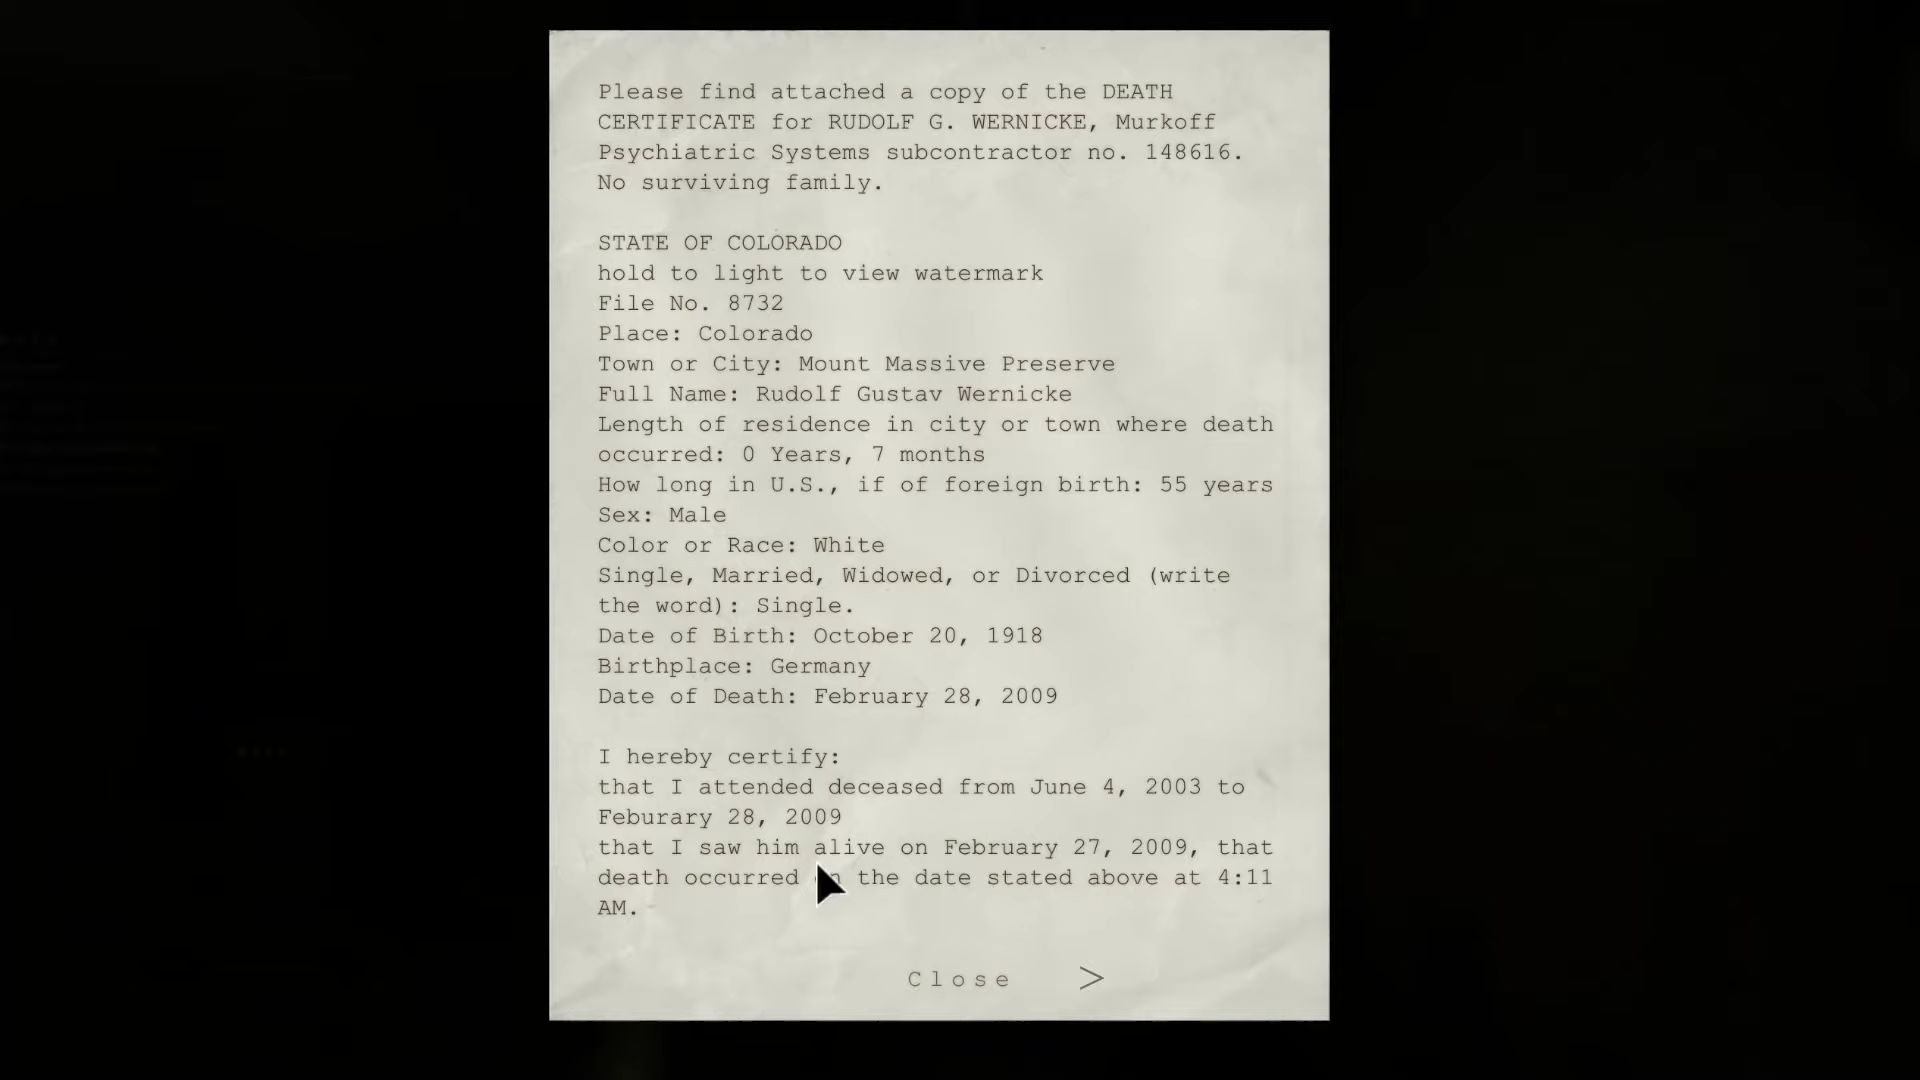 Please find attached a copy of the DEATH
CERTIFICATE for RUDOLF G. WERNICKE, Murkoff
Psychiatric Systems subcontractor no. 148616.
No surviving family.
STATE OF COLORADO
hold to light to view watermark
File No. 8732
Place: Colorado
Town or City: Mount Massive Preserve
Full Name: Rudolf Gustav Wernicke
Length of residence in city or town where death
occurred: 0 Years, 7 months
How long in U.S., if of foreign birth: 55 years
Sex: Male
Color or Race: White
Single, Married, Widowed, or Divorced (write
the word): Single.
Date of Birth: October 20, 1918
Birthplace: Germany
Date of Death: February 28, 2009
I hereby certify:
that I attended deceased from June 4, 2003 to
Feburary 28, 2009
that I saw him alive on February 27, 2009, that
death occurred on the date stated above at 4:11
AM.
Close >